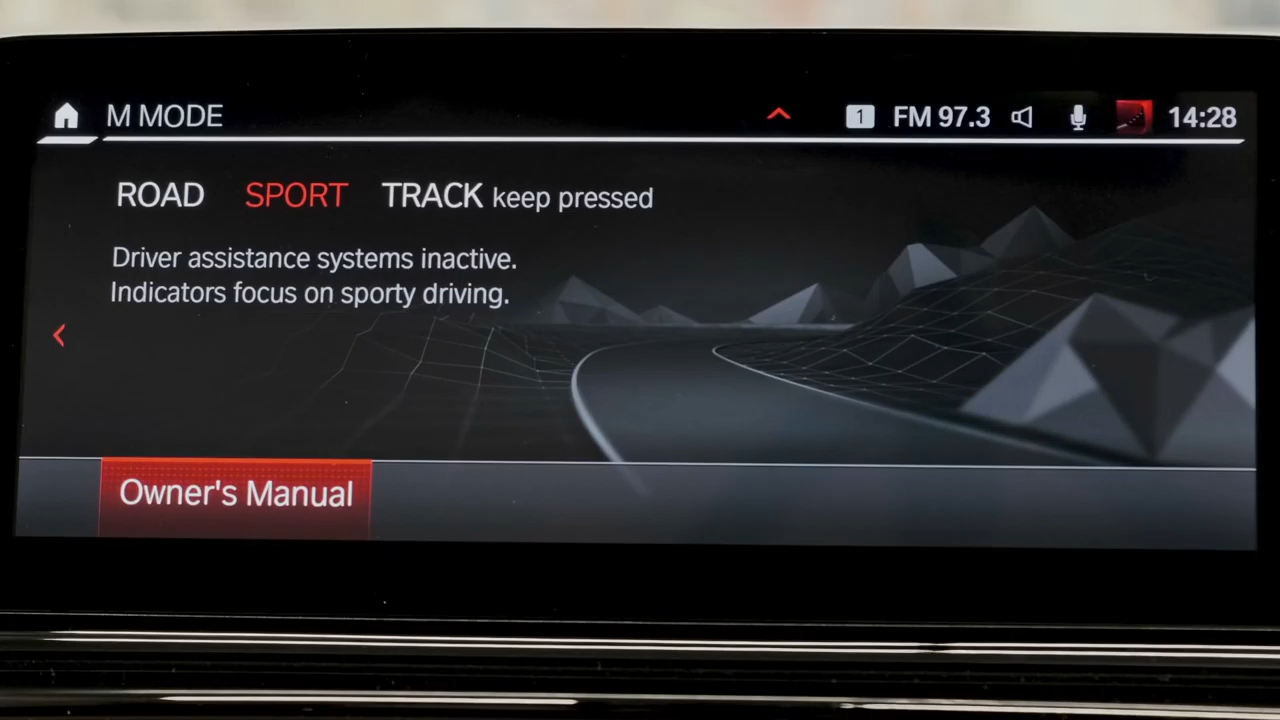 M MODE
1 FM 97.3 14:28
ROAD SPORT TRACK keep pressed
Driver assistance systems inactive.
Indicators focus on sporty driving.
Owner's Manual